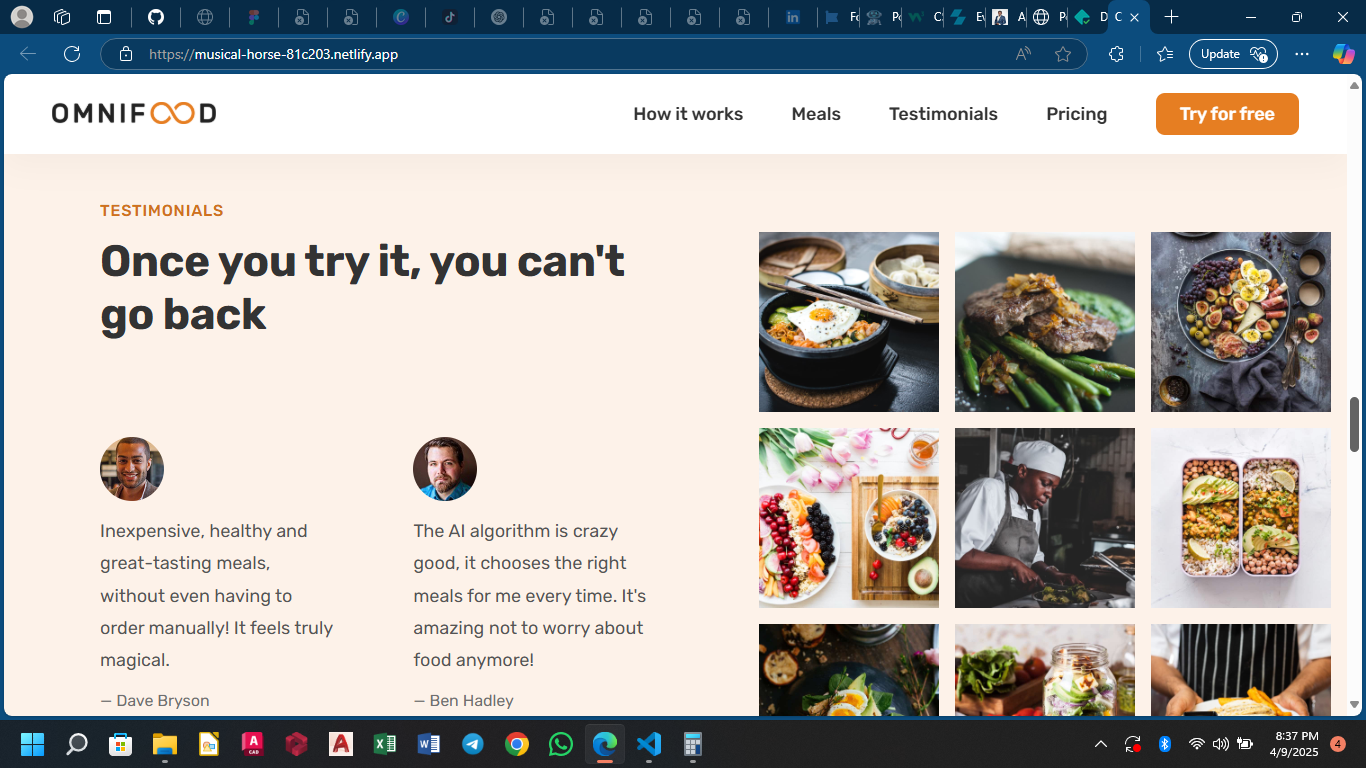 Fo
Po
C
Ev
A
P
D
C
https://musical-horse-81c203.netlify.app
Update
OMNIFOOD
How it works
Meals
Testimonials
Pricing
Try for free
TESTIMONIALS
Once you try it, you can't
go back
Inexpensive, healthy and
great-tasting meals,
without even having to
order manually! It feels truly
magical.
— Dave Bryson
The AI algorithm is crazy
good, it chooses the right
meals for me every time. It's
amazing not to worry about
food anymore!
— Ben Hadley
8:37 PM
4/9/2025
4